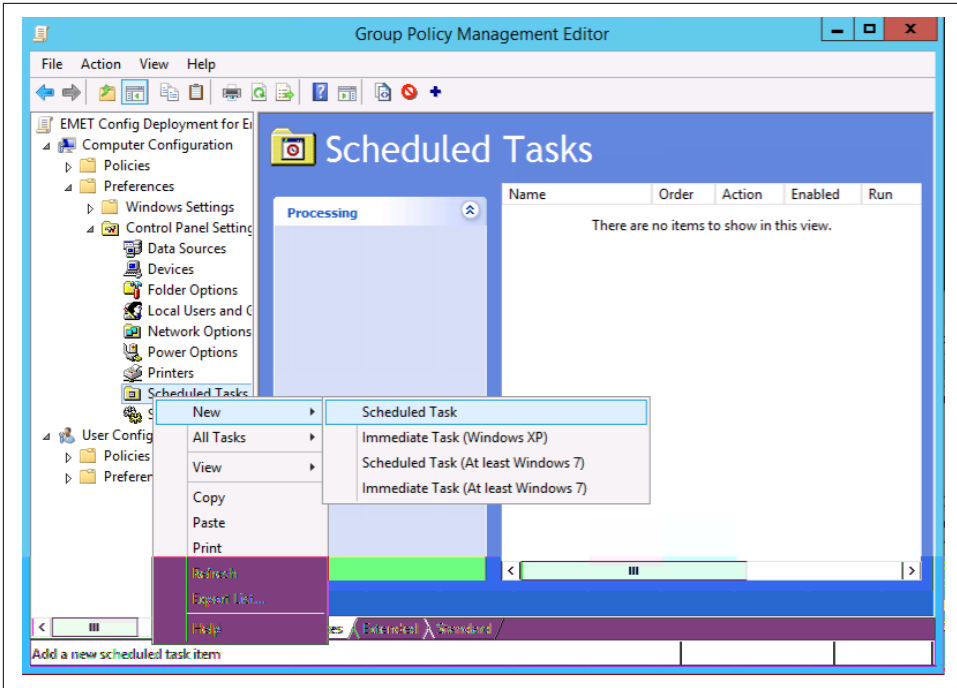 Group Policy Management Editor
File Action View Help
EMET Config Deployment for E
Computer Configuration
Policies
Preferences
Windows Settings
Control Panel Setting
Data Sources
Devices
Folder Options
Local Users and G
Network Options
Power Options
Printers
Scheduled Tasks
S
User Config
Policies
Preferen
Scheduled Tasks
Processing
Name Order Action Enabled Run
There are no items to show in this view.
New
All Tasks
View
Copy
Paste
Print
Refresh
Export List...
Help
Scheduled Task
Immediate Task (Windows XP)
Scheduled Task (At least Windows 7)
Immediate Task (At least Windows 7)
es Extended Standard
Add a new scheduled task item